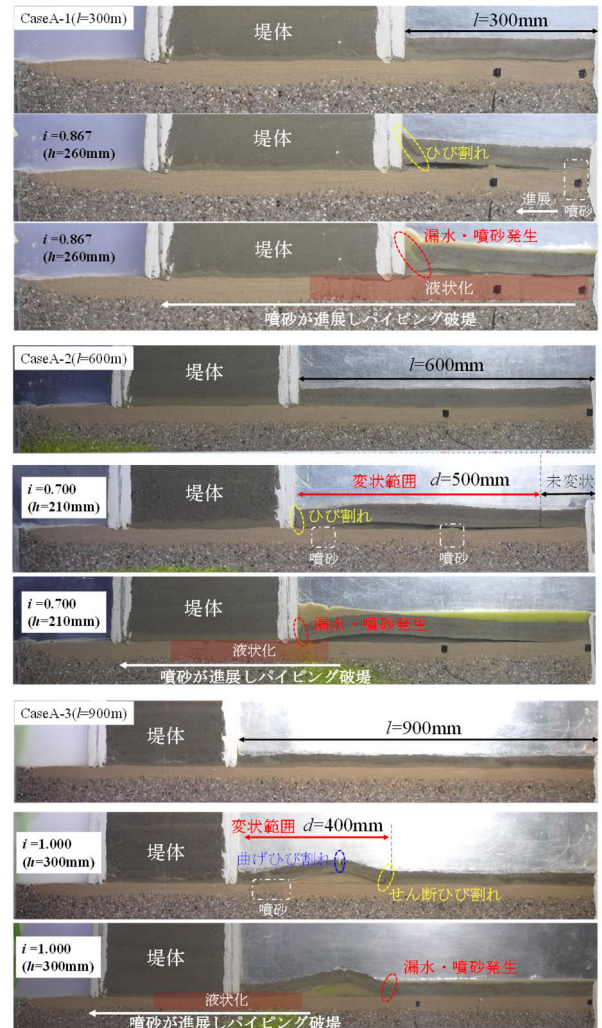 CaseA-1(l=300m)
堤体
l=300mm
i=0.867
(h=260mm)
堤体
ひび割れ
進展
噴砂
i=0.867
(h=260mm)
堤体
漏水・噴砂発生
液状化
噴砂が進展しパイピング破堤
CaseA-2(l=600m)
堤体
l=600mm
i=0.700
(h=210mm)
堤体
変状範囲 d=500mm
未変状
ひび割れ
噴砂
噴砂
i=0.700
(h=210mm)
堤体
漏水・噴砂発生
液状化
噴砂が進展しパイピング破堤
CaseA-3(l=900m)
堤体
l=900mm
i=1.000
(h=300mm)
堤体
変状範囲 d=400mm
曲げひび割れ
せん断ひび割れ
噴砂
i=1.000
(h=300mm)
堤体
漏水・噴砂発生
液状化
噴砂が進展しパイピング破堤